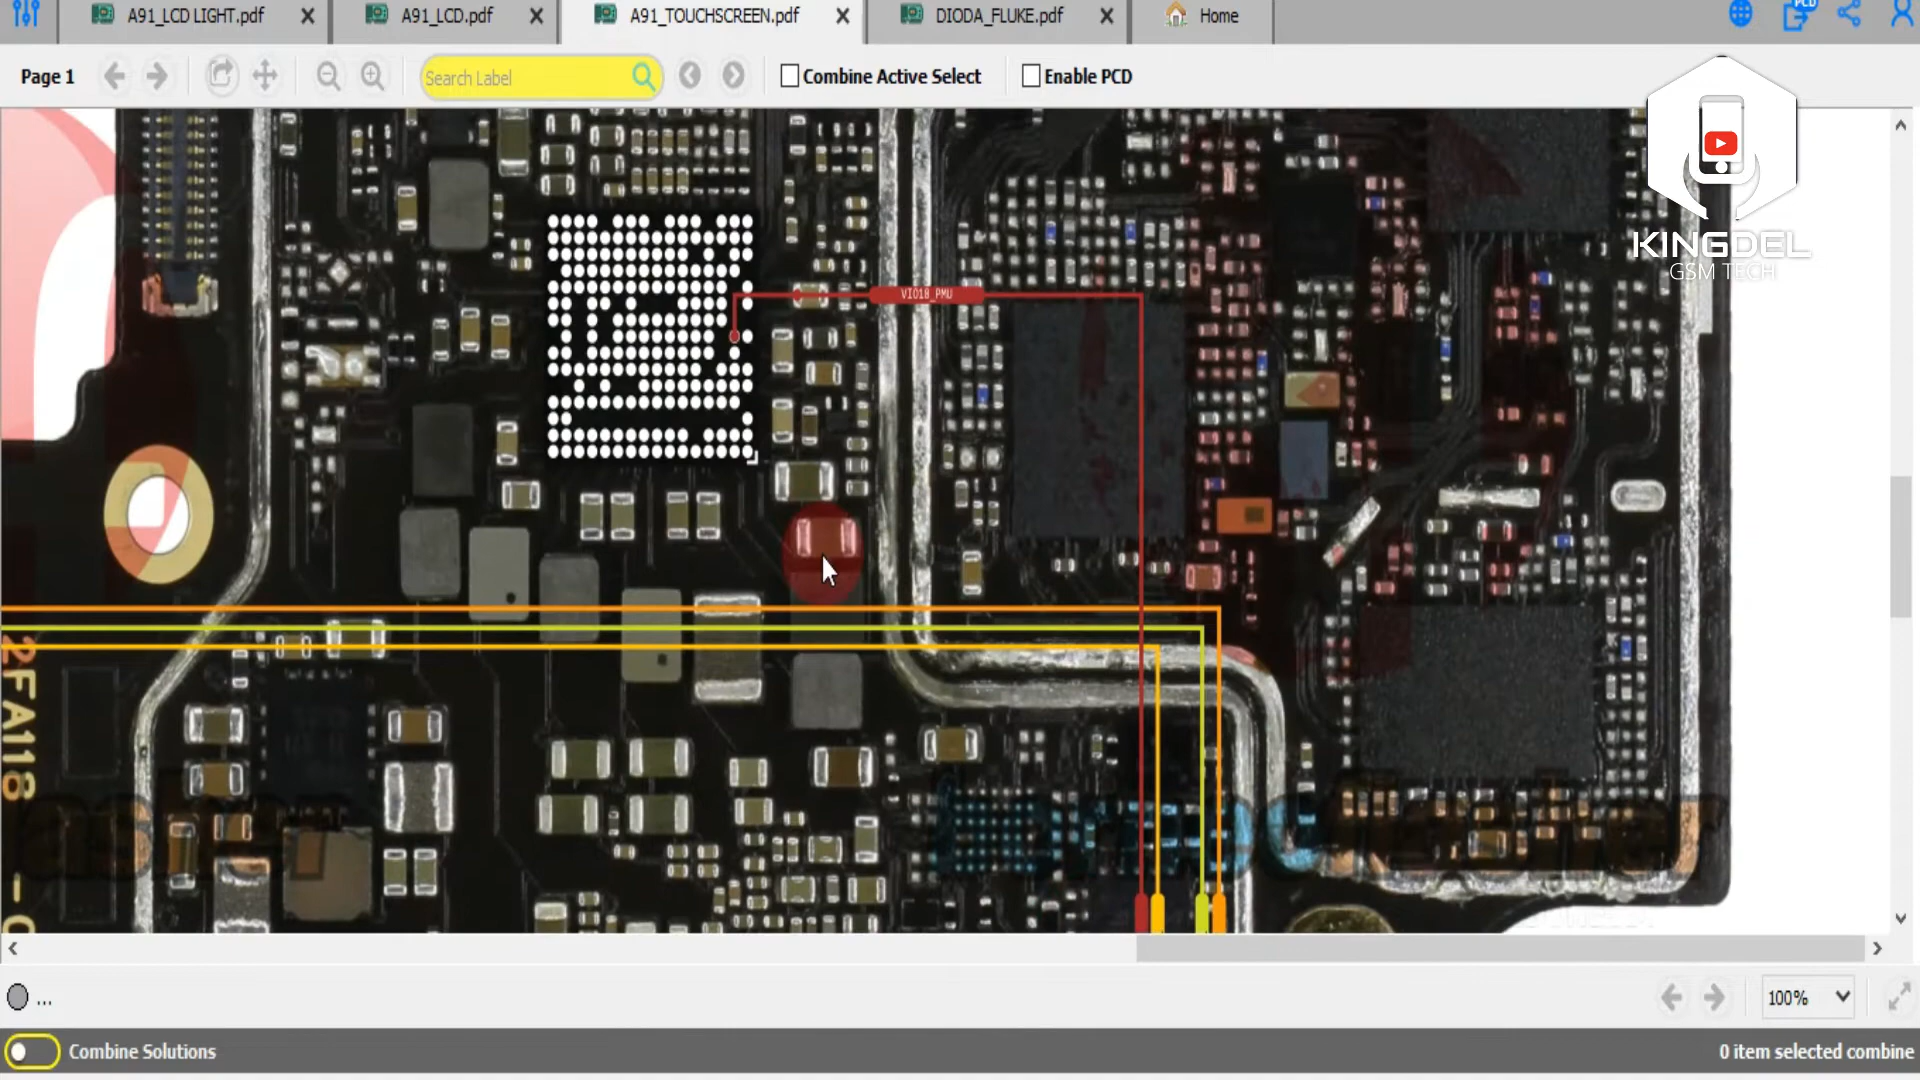 A91_LCD LIGHT.pdf
A91_LCD.pdf
A91_TOUCHSCREEN.pdf
DIODA_FLUKE.pdf
Home
PCD
Page 1
Search Label
Combine Active Select
Enable PCD
KINGDEL
GSM TECH
VIO18_PMU
2FA118
...
100%
Combine Solutions
0 item selected combine